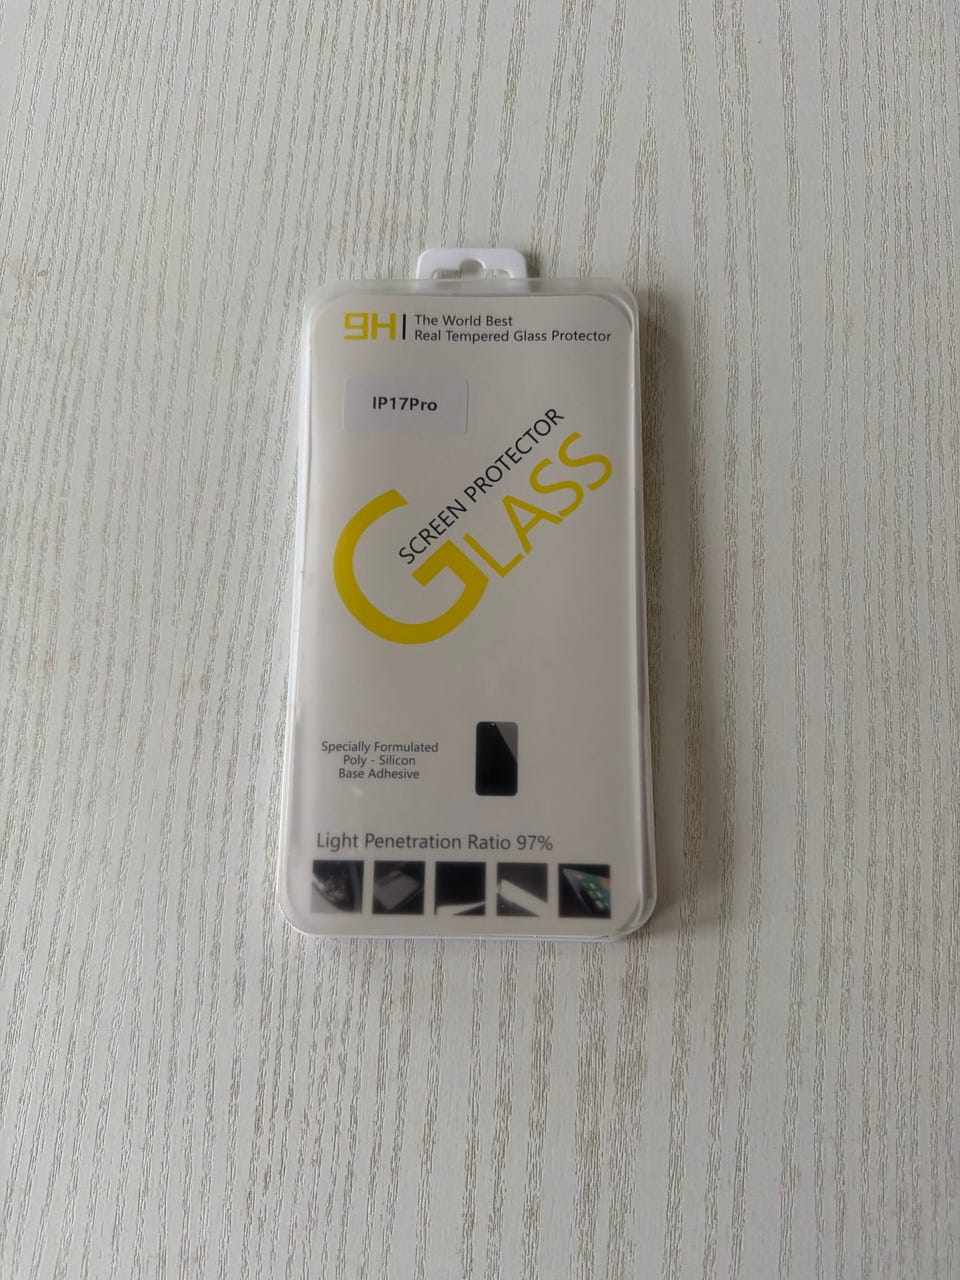 9H
The World Best
Real Tempered Glass Protector
IP17Pro
SCREEN PROTECTOR
GLASS
Specially Formulated
Poly - Silicon
Base Adhesive
Light Penetration Ratio 97%